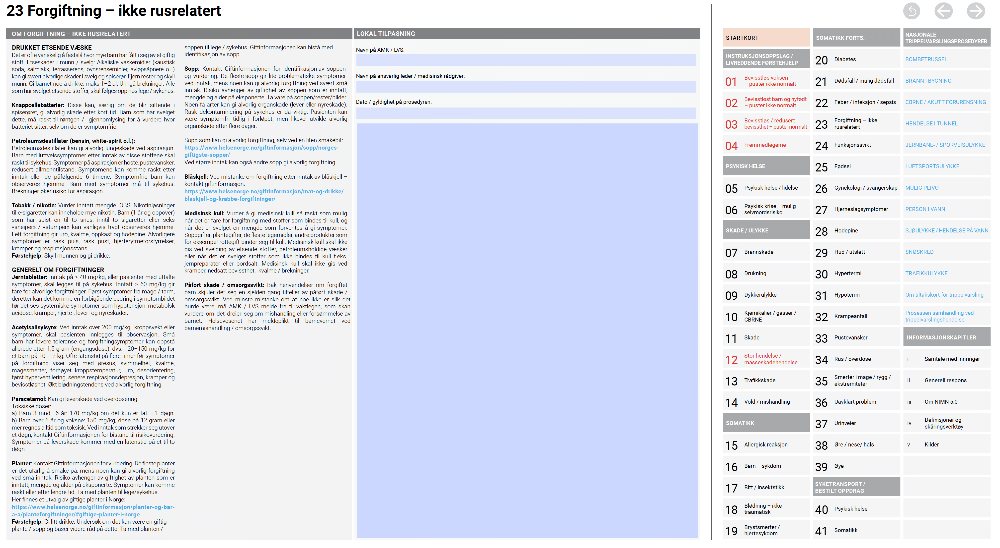 23 Forgiftning – ikke rusrelatert
OM FORGIFTNING – IKKE RUSRELATERT
DRUKKET ETSENDE VÆSKE
Det er ofte vanskelig å fastslå hvor mye barn har fått i seg av et giftig
stoff. Etseskader i munn / svelg: Alkaliske vaskemidler (kaustisk
soda, salmiakk, terrasserens, ovnsrensemidler, avløpsåpnere o.l.)
kan gi svært alvorlige skader i svelg og spiserør. Fjern rester og skyll
munn. Gi barnet noe å drikke, maks 1–2 dl. Unngå brekninger. Alle
som har svelget etsende stoffer, skal følges opp hos lege / sykehus.
Knappcellebatterier: Disse kan, særlig om de blir sittende i
spiserøret, gi alvorlig skade etter kort tid. Barn som har svelget
dette, må raskt til røntgen / gjennomlysing for å vurdere hvor
batteriet sitter, selv om de er symptomfrie.
Petroleumsdestillater (bensin, white-spirit o.l.):
Petroleumsdestillater kan gi alvorlig lungeskade ved aspirasjon.
Barn med luftveissymptomer etter inntak av disse stoffene skal
raskt til sykehus. Symptomer på aspirasjon er hoste, pustevansker,
redusert allmenntilstand. Symptomene kan komme raskt etter
inntak eller de påfølgende 6 timene. Symptomfrie barn kan
observeres hjemme. Barn med symptomer må til sykehus.
Brekninger øker risiko for aspirasjon.
Tobakk / nikotin: Vurder inntatt mengde. OBS! Nikotinløsninger
til e-sigaretter kan inneholde mye nikotin. Barn (1 år og oppover)
som har spist en til to snus, inntil to sigaretter eller seks
«sneiper» / «stumper» kan vanligvis trygt observeres hjemme.
Lett forgiftning gir uro, kvalme, oppkast og hodepine. Alvorligere
symptomer er rask puls, rask pust, hjerterytmeforstyrrelser,
kramper og respirasjonsstans.
Førstehjelp: Skyll munnen og gi drikke.
GENERELT OM FORGIFTNINGER
Jerntabletter: Inntak på > 40 mg/kg, eller pasienter med uttalte
symptomer, skal legges til på sykehus. Inntatt > 60 mg/kg gir
fare for alvorlige forgiftninger. Først symptomer fra mage / tarm,
deretter kan det komme en forbigående bedring i symptombildet
før det ses systemiske symptomer som hypotensjon, metabolsk
acidose, kramper, hjerte-, lever- og nyreskader.
Acetylsalisylsyre: Ved inntak over 200 mg/kg kroppsvekt eller
symptomer, skal pasienten innlegges til observasjon. Små
barn har lavere toleranse og forgiftningsymptomer kan oppstå
allerede etter 1,5 gram (engangsdose), dvs. 120–150 mg/kg for
et barn på 10–12 kg. Ofte latenstid på flere timer før symptomer
på forgiftning viser seg med øresus, svimmelhet, kvalme,
magesmerter, forhøyet kroppstemperatur, uro, desorientering,
først hyperventilering, senere respirasjonsdepresjon, kramper og
bevisstløshet. Økt blødningstendens ved alvorlig forgiftning.
Paracetamol: Kan gi leverskade ved overdosering.
Toksiske doser:
a) Barn 3 mnd.–6 år: 170 mg/kg om det kun er tatt i 1 døgn.
b) Barn over 6 år og voksne: 150 mg/kg, dose på 12 gram eller
mer regnes alltid som toksisk. Ved inntak som strekker seg utover
et døgn, kontakt Giftinformasjonen for bistand til risikovurdering.
Symptomer på leverskade kommer med en latenstid på et til to
døgn
Planter: Kontakt Giftinformasjonen for vurdering. De fleste planter
er det ufarlig å smake på, mens noen kan gi alvorlig forgiftning
ved små inntak. Risiko avhenger av giftighet av planten som er
inntatt, mengde og alder på eksponerte. Symptomer kan komme
raskt eller etter lengre tid. Ta med planten til lege/sykehus.
Her finnes et utvalg av giftige planter i Norge:
https://www.helsenorge.no/giftinformasjon/planter-og-bar-
a-a/planteforgiftninger/#giftige-planter-i-norge
Førstehjelp: Gi litt drikke. Undersøk om det kan være en giftig
plante / sopp og baser videre råd på dette. Ta med planten /
soppen til lege / sykehus. Giftinformasjonen kan bistå med
identifikasjon av sopp.
Sopp: Kontakt Giftinformasjonen for identifikasjon av soppen
og vurdering. De fleste sopp gir lite problematiske symptomer
ved inntak, mens noen kan gi alvorlig forgiftning ved svært små
inntak. Risiko avhenger av giftighet av soppen som er inntatt,
mengde og alder på eksponerte. Ta vare på soppen/rester/bilder.
Noen få arter kan gi alvorlig organskade (lever eller nyreskade).
Rask dekontaminering på sykehus er da viktig. Pasienten kan
være symptomfri tidlig i forløpet, men likevel utvikle alvorlig
organskade etter flere dager.
Sopp som kan gi alvorlig forgiftning, selv ved en liten smakebit:
https://www.helsenorge.no/giftinformasjon/sopp/norges-
giftigste-sopper/
Ved større inntak kan også andre sopp gi alvorlig forgiftning.
Blåskjell: Ved mistanke om forgiftning etter inntak av blåskjell –
kontakt giftinformasjon.
https://www.helsenorge.no/giftinformasjon/mat-og-drikke/
blaskjell-og-krabbe-forgiftninger/
Medisinsk kull: Vurder å gi medisinsk kull så raskt som mulig
når det er fare for forgiftning med stoffer som bindes til kull, og
når det er svelget en mengde som forventes å gi symptomer.
Soppgifter, plantegifter, de fleste legemidler, andre produkter som
for eksempel rottegift binder seg til kull. Medisinsk kull skal ikke
gis ved svelging av etsende stoffer, petroleumsholdige væsker
eller når det er svelget stoffer som ikke bindes til kull f.eks.
jernpreparater eller bordsalt. Medisinsk kull skal ikke gis ved
kramper, nedsatt bevissthet, kvalme / brekninger.
Påført skade / omsorgssvikt: Bak henvendelser om forgiftet
barn skjuler det seg en sjelden gang tilfeller av påført skade /
omsorgssvikt. Ved minste mistanke om at noe ikke er slik det
burde være, må AMK / LVS melde fra til vaktlegen, som skan
vurdere om det dreier seg om mishandling eller forsømmelse av
barnet. Helsevesenet har meldeplikt til barnevernet ved
barnemishandling / omsorgssvikt.
LOKAL TILPASNING
Navn på AMK / LVS:
Navn på ansvarlig leder / medisinsk rådgiver:
Dato / gyldighet på prosedyren:
STARTKORT
INSTRUKSJONSOPPSLAG /
LIVREDDENDE FØRSTEHJELP
01 Bevisstløs voksen
– puster ikke normalt
02 Bevisstløst barn og nyfødt
– puster ikke normalt
03 Bevisstløs / redusert
bevissthet – puster normalt
04 Fremmedlegeme
PSYKISK HELSE
05 Psykisk helse / lidelse
06 Psykisk krise – mulig
selvmordsrisiko
SKADE / ULYKKE
07 Brannskade
08 Drukning
09 Dykkerulykke
10 Kjemikalier / gasser /
CBRNE
11 Skade
12 Stor hendelse /
masseskadehendelse
13 Trafikkskade
14 Vold / mishandling
SOMATIKK
15 Allergisk reaksjon
16 Barn – sykdom
17 Bitt / insektstikk
18 Blødning – ikke
traumatisk
19 Brystsmerter /
hjertesykdom
SOMATIKK FORTS.
20 Diabetes
21 Dødsfall / mulig dødsfall
22 Feber / infeksjon / sepsis
23 Forgiftning – ikke
rusrelatert
24 Funksjonssvikt
25 Fødsel
26 Gynekologi / svangerskap
27 Hjerneslagsymptomer
28 Hodepine
29 Hud / utslett
30 Hypertermi
31 Hypotermi
32 Krampeanfall
33 Pustevansker
34 Rus / overdose
35 Smerter i mage / rygg /
ekstremiteter
36 Uavklart problem
37 Urinveier
38 Øre / nese/ hals
39 Øye
SYKETRANSPORT /
BESTILT OPPDRAG
40 Psykisk helse
41 Somatikk
NASJONALE
TRIPPELVARSLINGSPROSEDYRER
BOMBETRUSSEL
BRANN I BYGNING
CBRNE / AKUTT FORURENSNING
HENDELSE I TUNNEL
JERNBANE- / SPORVEISULYKKE
LUFTSPORTSULYKKE
MULIG PLIVO
PERSON I VANN
SJØULYKKE / HENDELSE PÅ VANN
SNØSKRED
TRAFIKKULYKKE
Om tiltakskort for trippelvarsling
Prosessen samhandling ved
trippelvarslingshendelse
INFORMASJONSKAPITLER
i Samtale med innringer
ii Generell respons
iii Om NIMN 5.0
iv Definisjoner og
skåringsverktøy
v Kilder